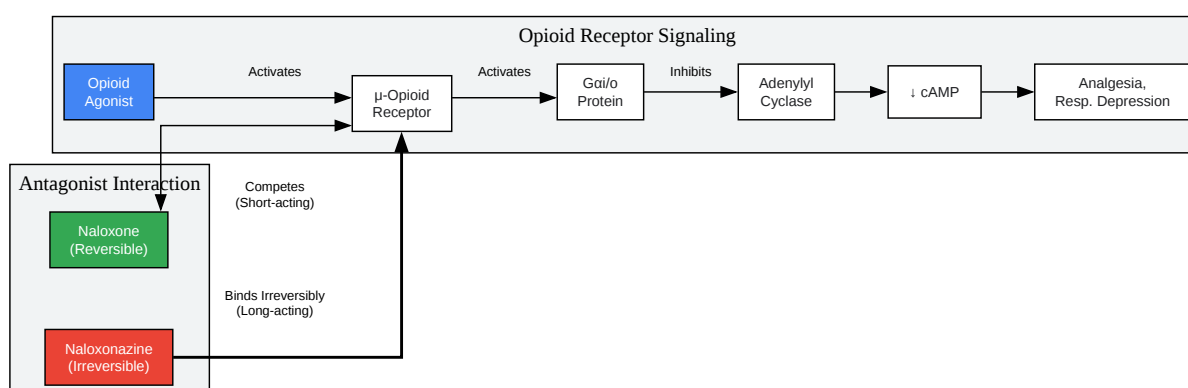 Opioid Receptor Signaling
Opioid
Agonist
Activates
μ-Opioid
Receptor
Activates
Gαi/o
Protein
Inhibits
Adenylyl
Cyclase
↓ cAMP
Analgesia,
Resp. Depression
Antagonist Interaction
Naloxone
(Reversible)
Competes
(Short-acting)
Binds Irreversibly
(Long-acting)
Naloxonazine
(Irreversible)